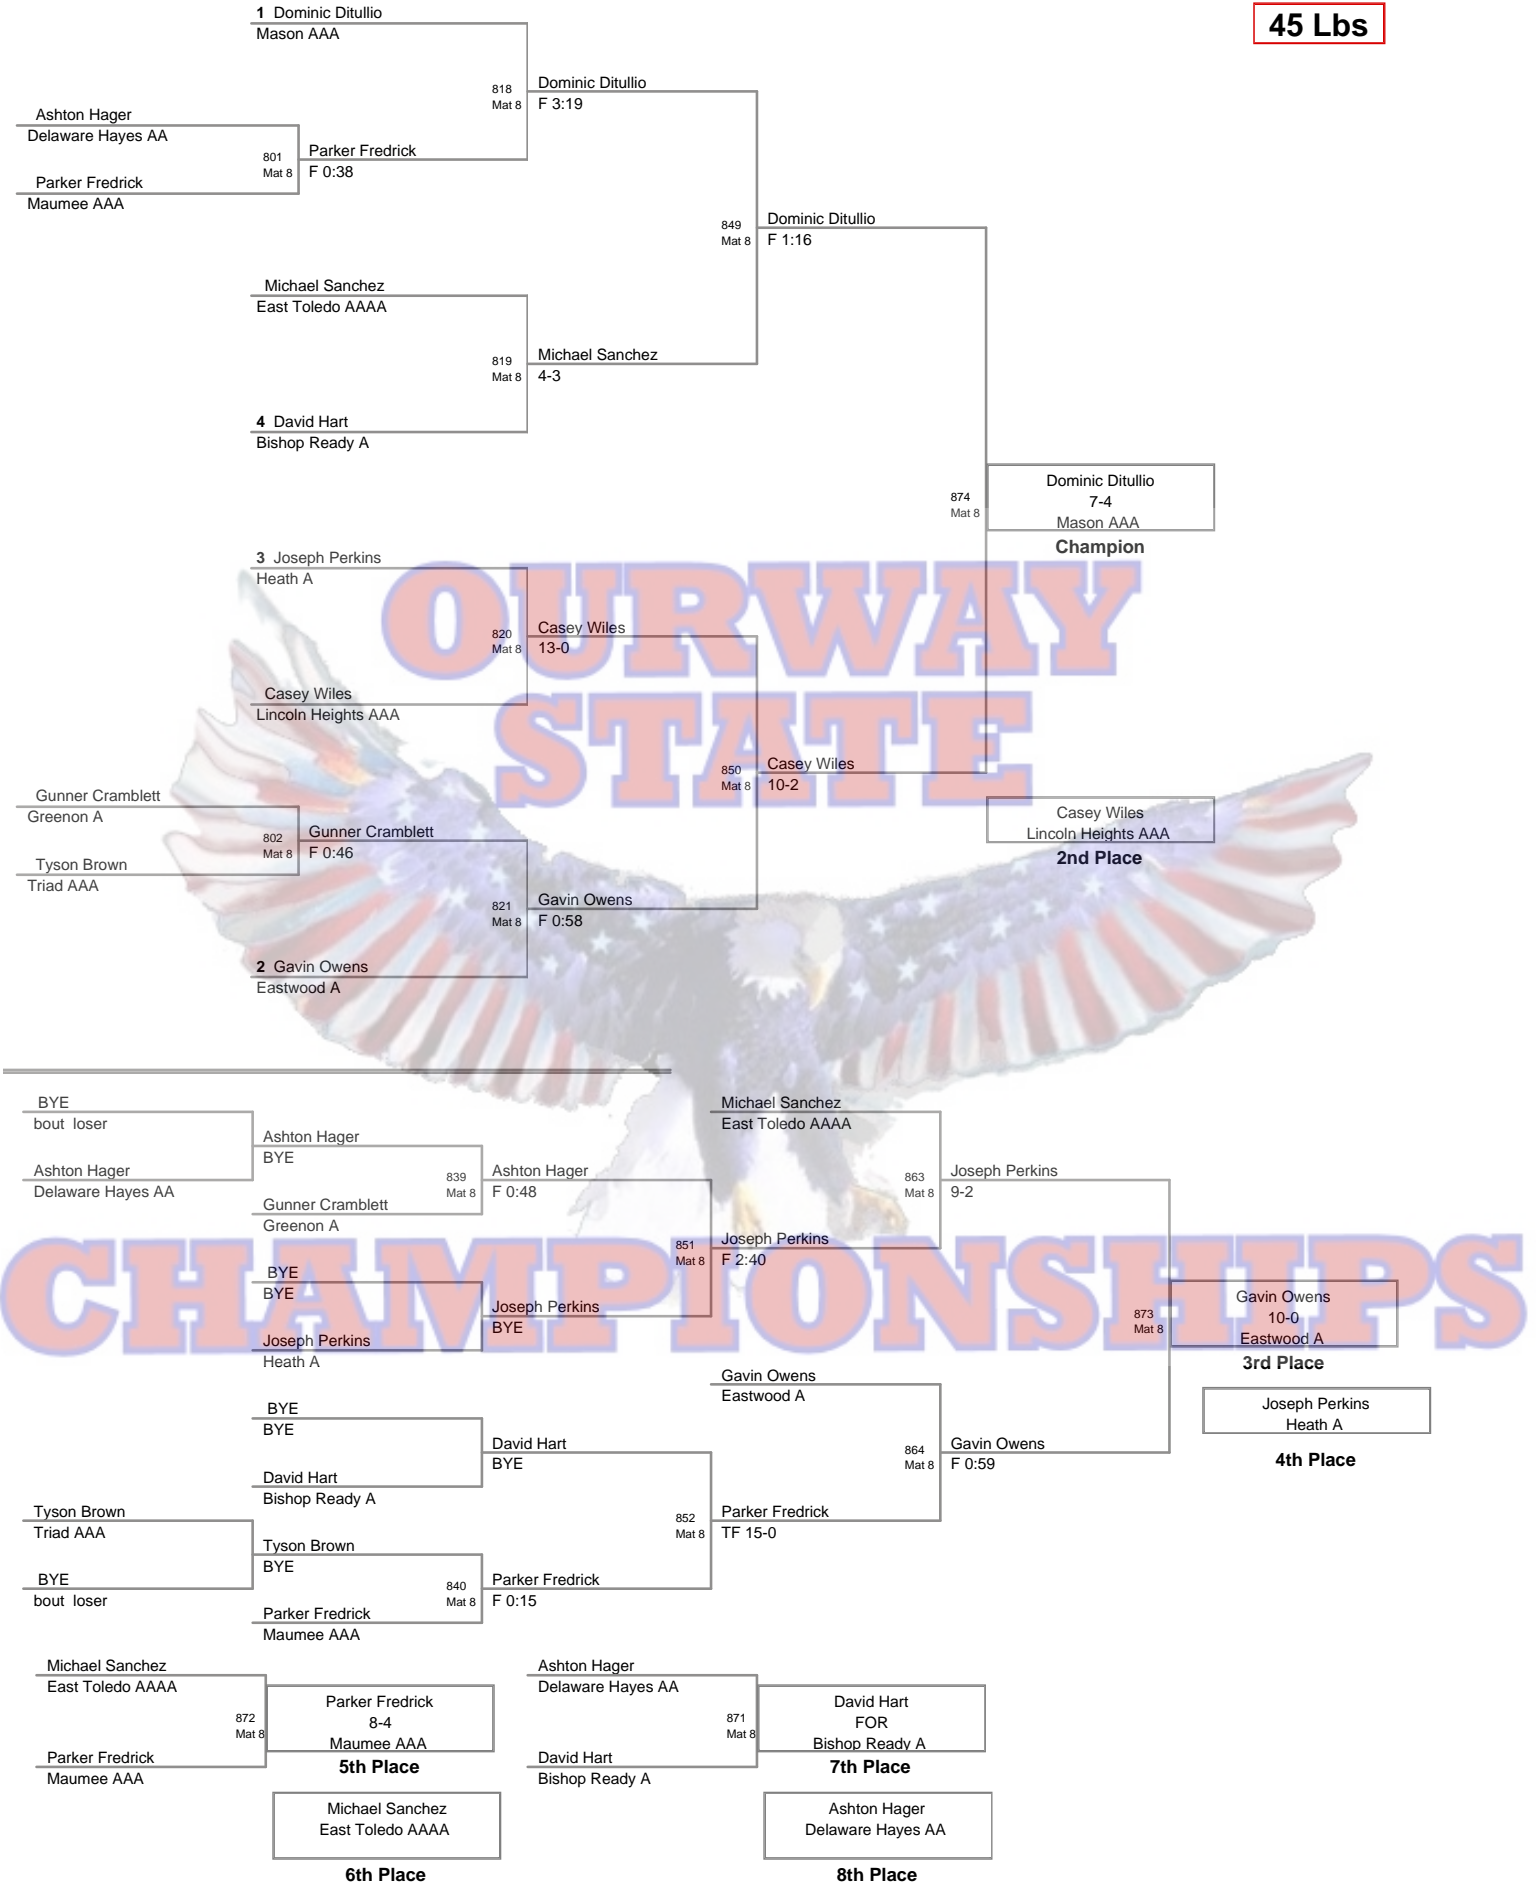 1 Dominic Ditullio
Mason AAA
45 Lbs
818
Mat 8
Dominic Ditullio
F 3:19
Ashton Hager
Delaware Hayes AA
801
Mat 8
Parker Fredrick
F 0:38
Parker Fredrick
Maumee AAA
849
Mat 8
Dominic Ditullio
F 1:16
Michael Sanchez
East Toledo AAAA
819
Mat 8
Michael Sanchez
4-3
4 David Hart
Bishop Ready A
874
Mat 8
Dominic Ditullio
7-4
Mason AAA
Champion
3 Joseph Perkins
Heath A
OURWAY
820
Mat 8
Casey Wiles
13-0
Casey Wiles
Lincoln Heights AAA
STATE
850
Mat 8
Casey Wiles
10-2
Gunner Cramblett
Greenon A
802
Mat 8
Gunner Cramblett
F 0:46
Tyson Brown
Triad AAA
Casey Wiles
Lincoln Heights AAA
2nd Place
821
Mat 8
Gavin Owens
F 0:58
2 Gavin Owens
Eastwood A
BYE
bout loser
Ashton Hager
BYE
Ashton Hager
Delaware Hayes AA
839
Mat 8
Ashton Hager
F 0:48
Gunner Cramblett
Greenon A
Michael Sanchez
East Toledo AAAA
863
Mat 8
Joseph Perkins
9-2
851
Mat 8
Joseph Perkins
F 2:40
CHAMPIONSHIPS
BYE
BYE
Joseph Perkins
BYE
Joseph Perkins
Heath A
873
Mat 8
Gavin Owens
10-0
Eastwood A
3rd Place
Gavin Owens
Eastwood A
Joseph Perkins
Heath A
4th Place
BYE
BYE
David Hart
BYE
David Hart
Bishop Ready A
864
Mat 8
Gavin Owens
F 0:59
Tyson Brown
Triad AAA
852
Mat 8
Parker Fredrick
TF 15-0
Tyson Brown
BYE
BYE
bout loser
840
Mat 8
Parker Fredrick
F 0:15
Parker Fredrick
Maumee AAA
Michael Sanchez
East Toledo AAAA
872
Mat 8
Parker Fredrick
8-4
Maumee AAA
5th Place
Parker Fredrick
Maumee AAA
Michael Sanchez
East Toledo AAAA
6th Place
Ashton Hager
Delaware Hayes AA
871
Mat 8
David Hart
FOR
Bishop Ready A
7th Place
David Hart
Bishop Ready A
Ashton Hager
Delaware Hayes AA
8th Place